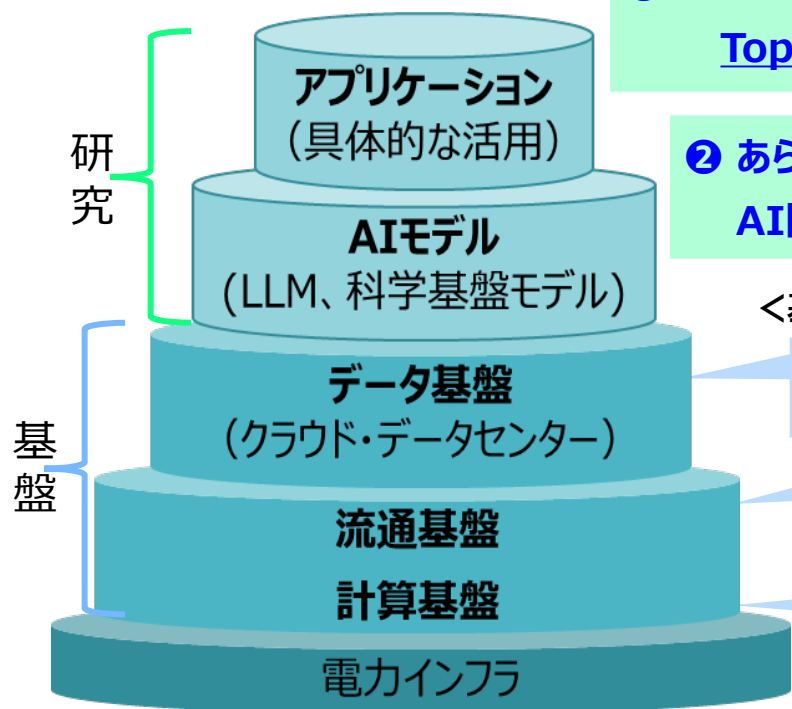 Top
アプリケーション
（具体的な活用）
研究
❷ あら
AI
AIモデル
(LLM、科学基盤モデル)
<
データ基盤
（クラウド・データセンター）
基盤
流通基盤
計算基盤
電力インフラ